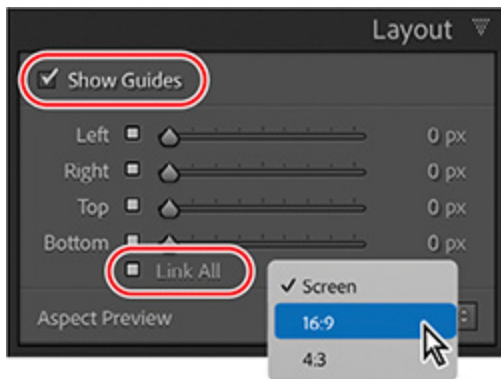 Layout
Show Guides
Left 0 px
Right 0 px
Top 0 px
Bottom 0 px
Link All
Screen
Aspect Preview
16:9
4:3